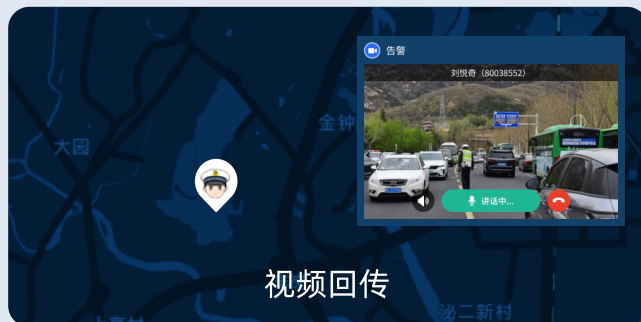 告警
刘悦奇（80038552）
金钟
大园
讲话中...
视频回传
泌二新村